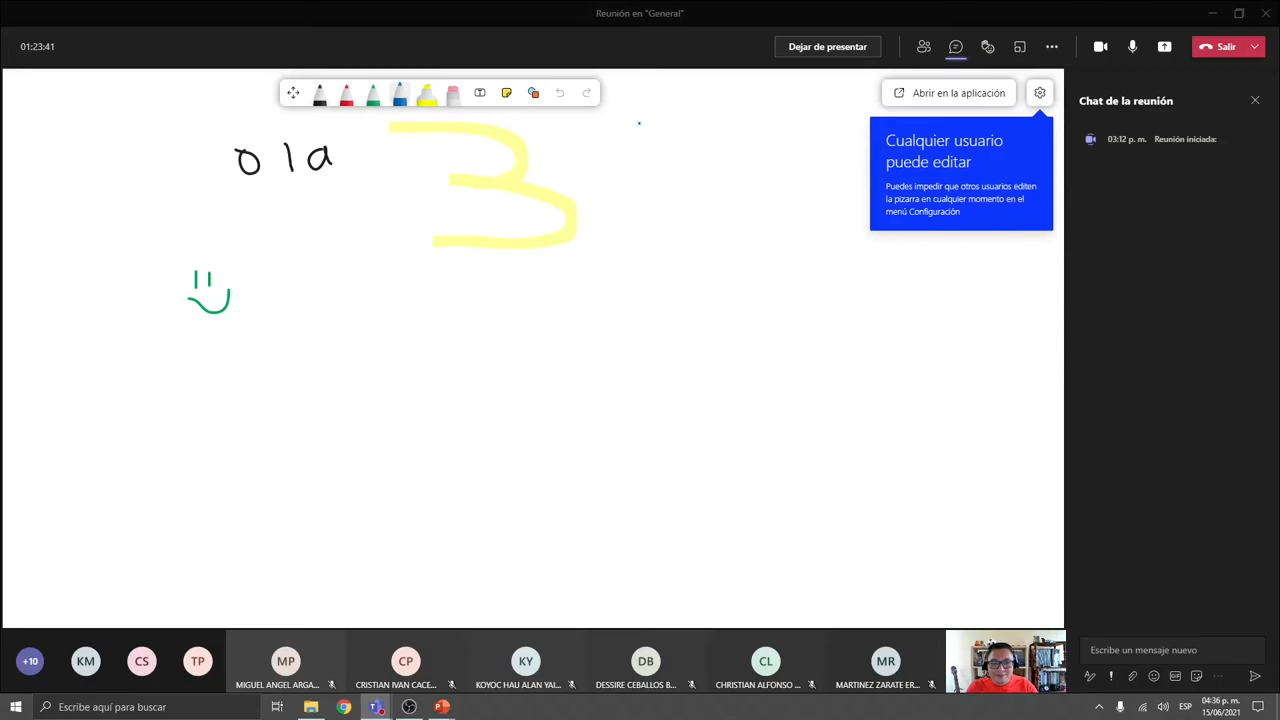 Reunión en "General"
01:23:41
Dejar de presentar
Salir
Abrir en la aplicación
Chat de la reunión
Cualquier usuario
puede editar
Puedes impedir que otros usuarios editen
la pizarra en cualquier momento en el
menú Configuración
03:12 p. m. Reunión iniciada:
ola
3
+10
KM
CS
TP
MP
CP
KY
DB
CL
MR
MIGUEL ANGEL ARGA...
CRISTIAN IVAN CACE...
KOYOC HAU ALAN YAI...
DESSIRE CEBALLOS B...
CHRISTIAN ALFONSO ...
MARTINEZ ZARATE ER...
Escribe un mensaje nuevo
Escribe aquí para buscar
ESP
04:36 p. m.
15/06/2021